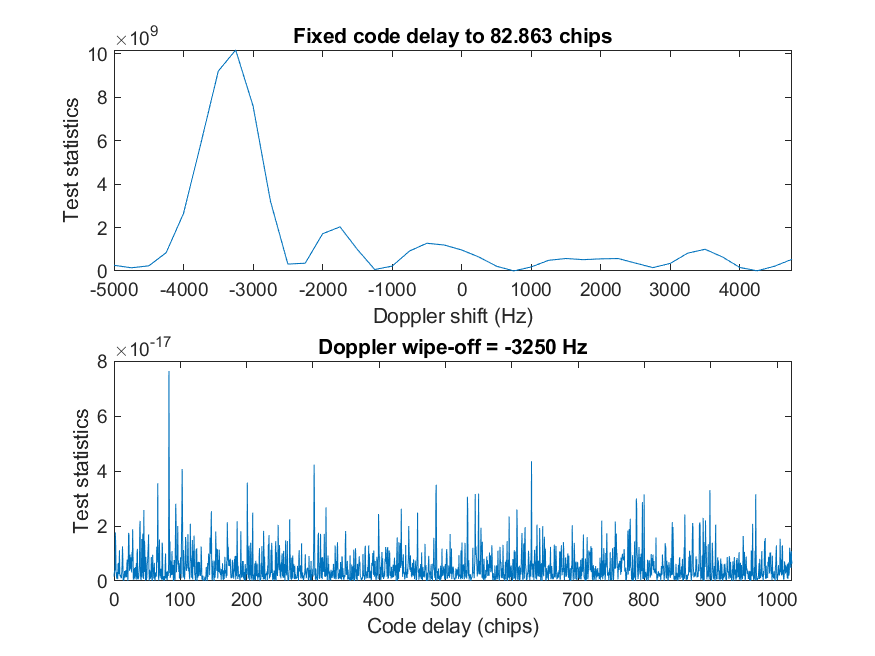 ×10^9
Fixed code delay to 82.863 chips
10
8
6
4
2
0
Test statistics
-5000 -4000 -3000 -2000 -1000 0 1000 2000 3000 4000
Doppler shift (Hz)
×10^-17
Doppler wipe-off = -3250 Hz
8
6
4
2
0
Test statistics
0 100 200 300 400 500 600 700 800 900 1000
Code delay (chips)